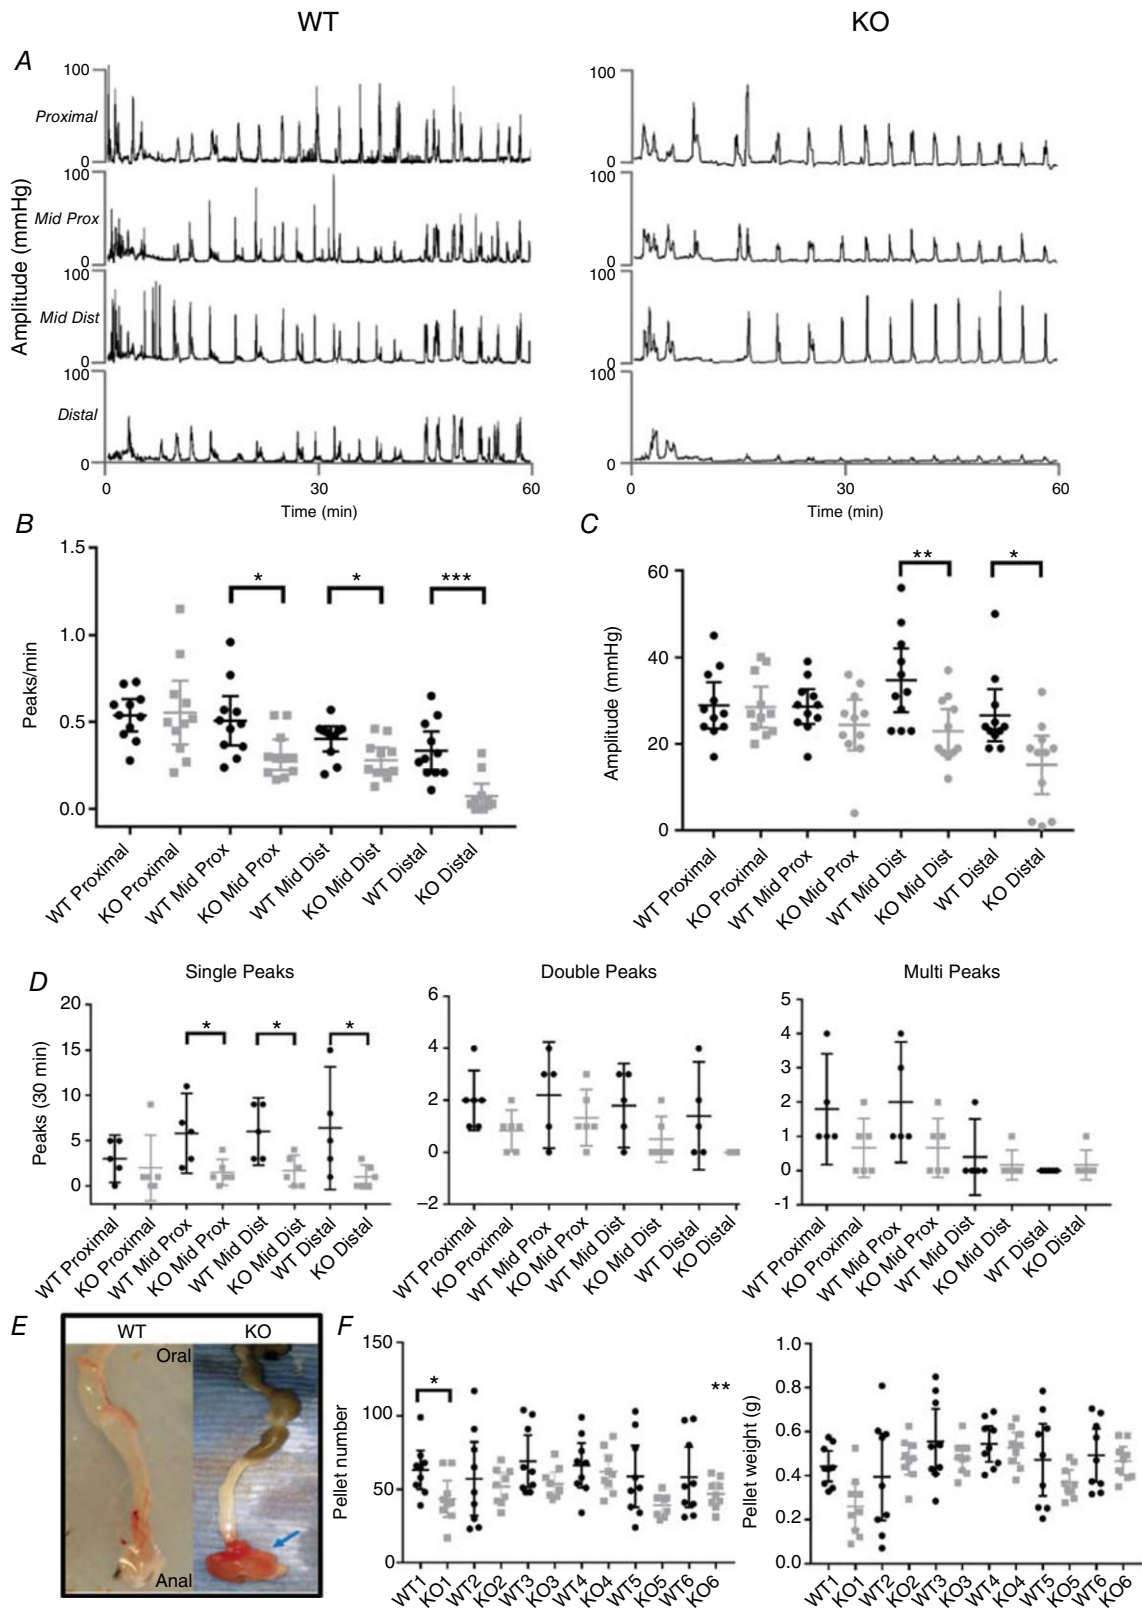 WT
KO
A
Amplitude (mmHg)
Proximal
100
0
100
0
Mid Prox
100
0
100
0
Mid Dist
100
0
100
0
Distal
100
0
100
0
0
30
60
0
30
60
Time (min)
Time (min)
B
Peaks/min
1.5
1.0
0.5
0.0
*
*
***
WT Proximal
KO Proximal
WT Mid Prox
KO Mid Prox
WT Mid Dist
KO Mid Dist
WT Distal
KO Distal
C
Amplitude (mmHg)
60
40
20
0
**
*
WT Proximal
KO Proximal
WT Mid Prox
KO Mid Prox
WT Mid Dist
KO Mid Dist
WT Distal
KO Distal
D
Single Peaks
Peaks (30 min)
20
15
10
5
0
*
*
*
WT Proximal
KO Proximal
WT Mid Prox
KO Mid Prox
WT Mid Dist
KO Mid Dist
WT Distal
KO Distal
Double Peaks
6
4
2
0
−2
WT Proximal
KO Proximal
WT Mid Prox
KO Mid Prox
WT Mid Dist
KO Mid Dist
WT Distal
KO Distal
Multi Peaks
5
4
3
2
1
0
-1
WT Proximal
KO Proximal
WT Mid Prox
KO Mid Prox
WT Mid Dist
KO Mid Dist
WT Distal
KO Distal
E
WT
KO
Oral
Anal
F
Pellet number
150
100
50
0
*
**
WT1
KO1
WT2
KO2
WT3
KO3
WT4
KO4
WT5
KO5
WT6
KO6
Pellet weight (g)
1.0
0.8
0.6
0.4
0.2
0.0
WT1
KO1
WT2
KO2
WT3
KO3
WT4
KO4
WT5
KO5
WT6
KO6